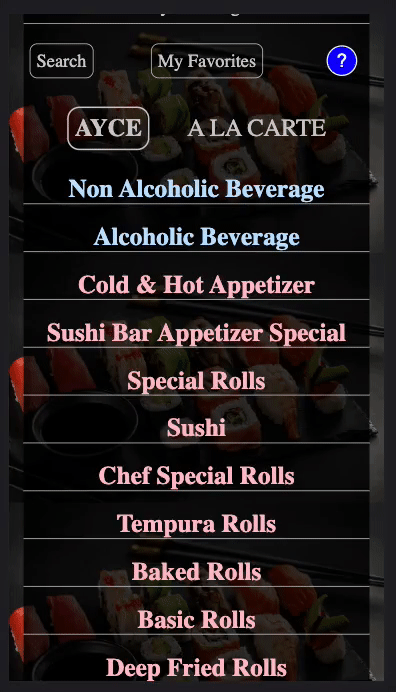 Search My Favorites ?
AYCE A LA CARTE
Non Alcoholic Beverage
Alcoholic Beverage
Cold & Hot Appetizer
Sushi Bar Appetizer Special
Special Rolls
Sushi
Chef Special Rolls
Tempura Rolls
Baked Rolls
Basic Rolls
Deep Fried Rolls